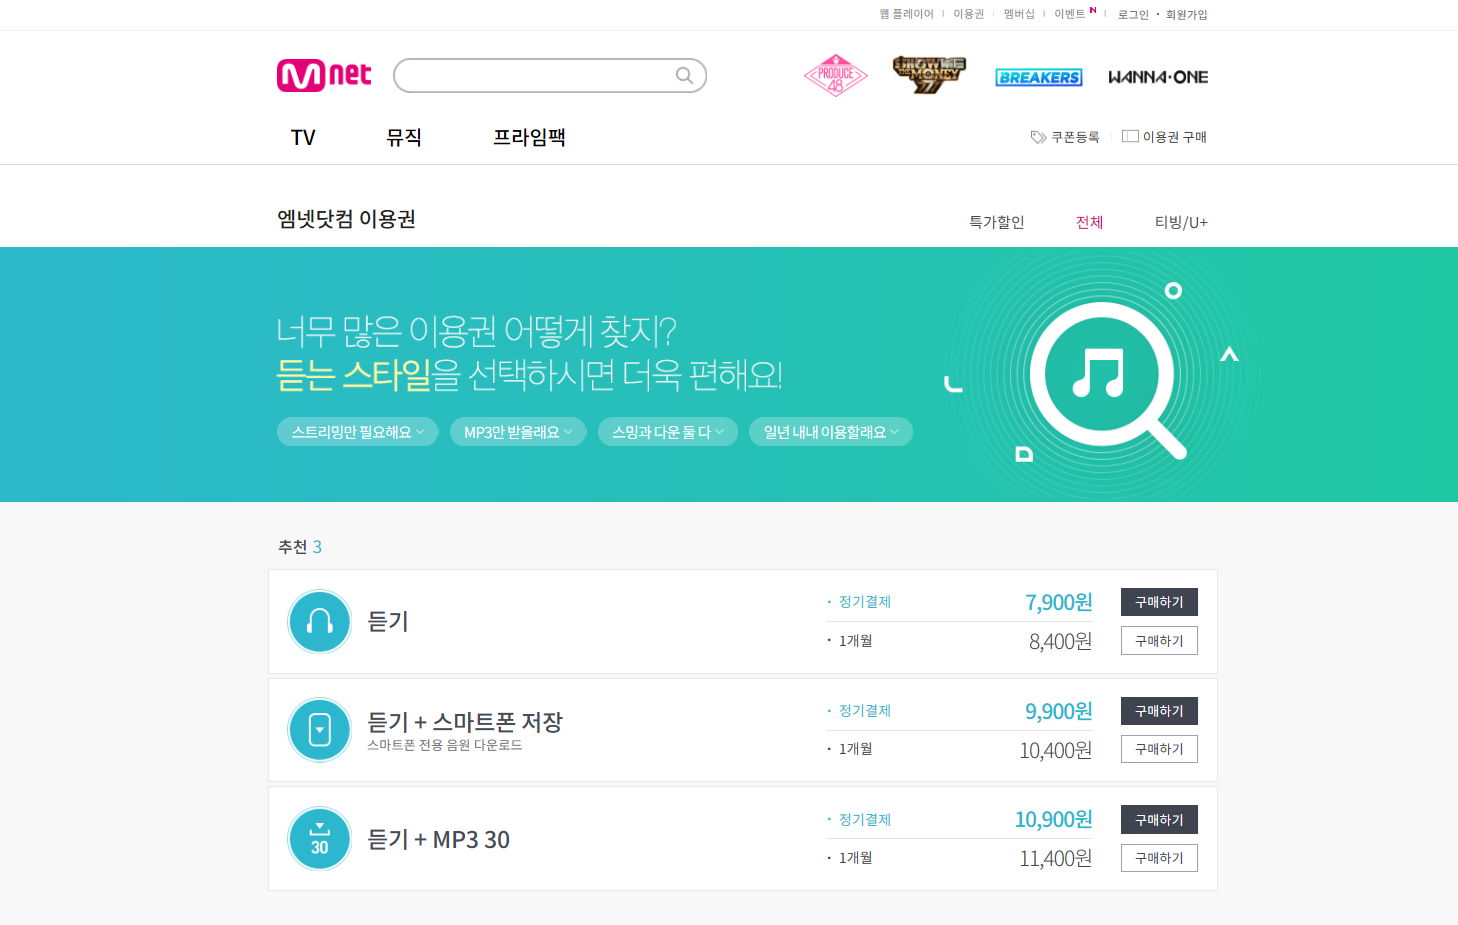 웹 플레이어 이용권 멤버십 이벤트 N 로그인 · 회원가입
Mnet
PRODUCE 48
SHOW ME THE MONEY 777
BREAKERS
WANNA·ONE
TV 뮤직 프라임팩
쿠폰등록 이용권 구매
엠넷닷컴 이용권
특가할인 전체 티빙/U+
너무 많은 이용권 어떻게 찾지?
듣는 스타일을 선택하시면 더욱 편해요!
스트리밍만 필요해요 MP3만 받을래요 스밍과 다운 둘 다 일년 내내 이용할래요
추천 3
듣기
· 정기결제 7,900원 구매하기
· 1개월 8,400원 구매하기
듣기 + 스마트폰 저장
스마트폰 전용 음원 다운로드
· 정기결제 9,900원 구매하기
· 1개월 10,400원 구매하기
30
듣기 + MP3 30
· 정기결제 10,900원 구매하기
· 1개월 11,400원 구매하기